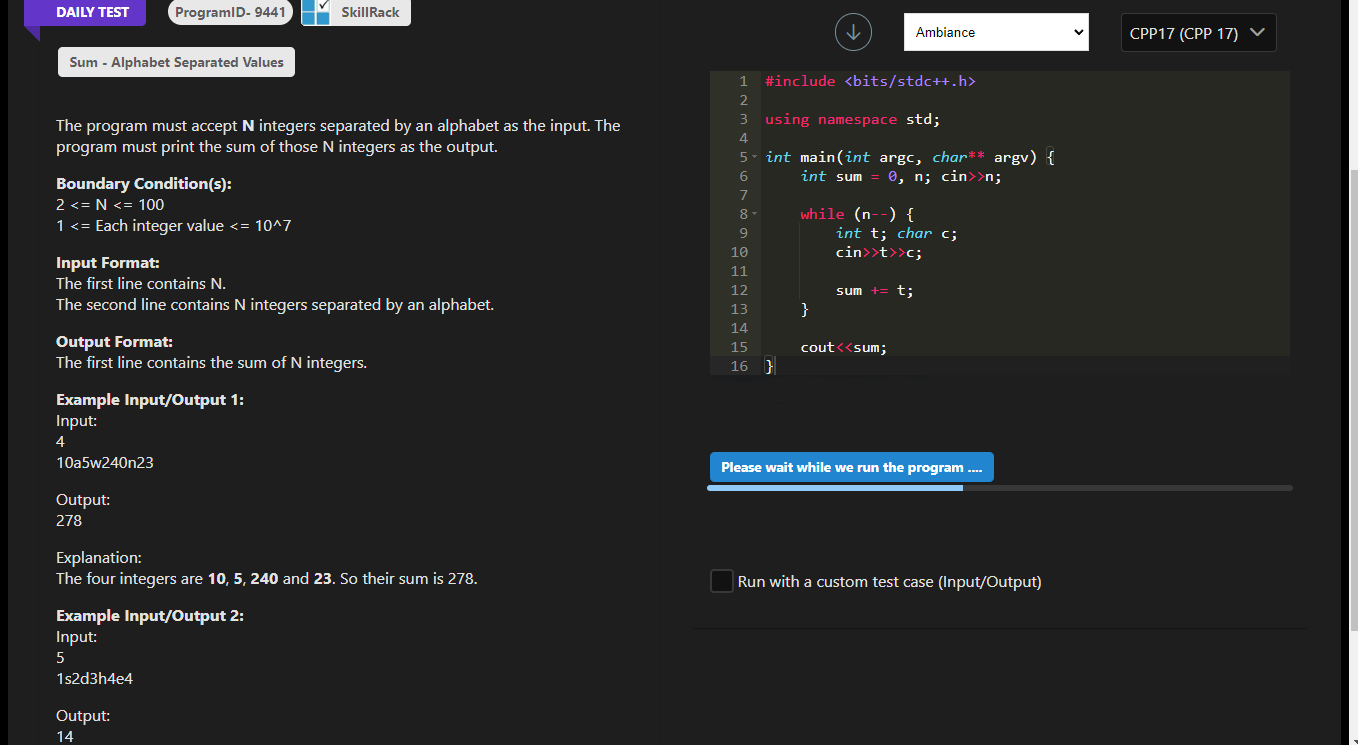 DAILY TEST
ProgramID- 9441
SkillRack
Sum - Alphabet Separated Values
The program must accept N integers separated by an alphabet as the input. The
program must print the sum of those N integers as the output.
Boundary Condition(s):
2 <= N <= 100
1 <= Each integer value <= 10^7
Input Format:
The first line contains N.
The second line contains N integers separated by an alphabet.
Output Format:
The first line contains the sum of N integers.
Example Input/Output 1:
Input:
4
10a5w240n23
Output:
278
Explanation:
The four integers are 10, 5, 240 and 23. So their sum is 278.
Example Input/Output 2:
Input:
5
1s2d3h4e4
Output:
14
Ambiance
CPP17 (CPP 17)
1 #include <bits/stdc++.h>
2
3 using namespace std;
4
5 int main(int argc, char** argv) {
6     int sum = 0, n; cin>>n;
7
8     while (n--) {
9         int t; char c;
10         cin>>t>>c;
11
12         sum += t;
13     }
14
15     cout<<sum;
16 }
Please wait while we run the program ....
Run with a custom test case (Input/Output)